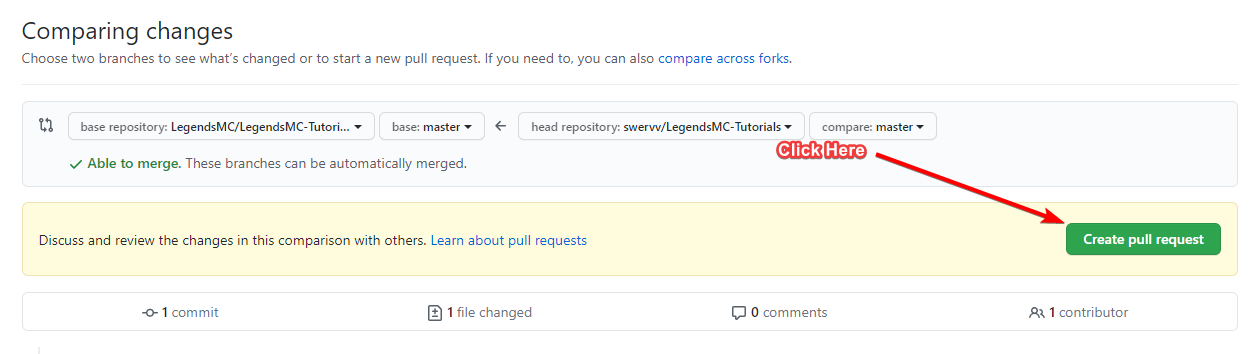 Comparing changes
Choose two branches to see what's changed or to start a new pull request. If you need to, you can also compare across forks.
base repository: LegendsMC/LegendsMC-Tutori... base: master head repository: swervv/LegendsMC-Tutorials compare: master
Able to merge. These branches can be automatically merged.
Click Here
Discuss and review the changes in this comparison with others. Learn about pull requests
Create pull request
1 commit 1 file changed 0 comments 1 contributor